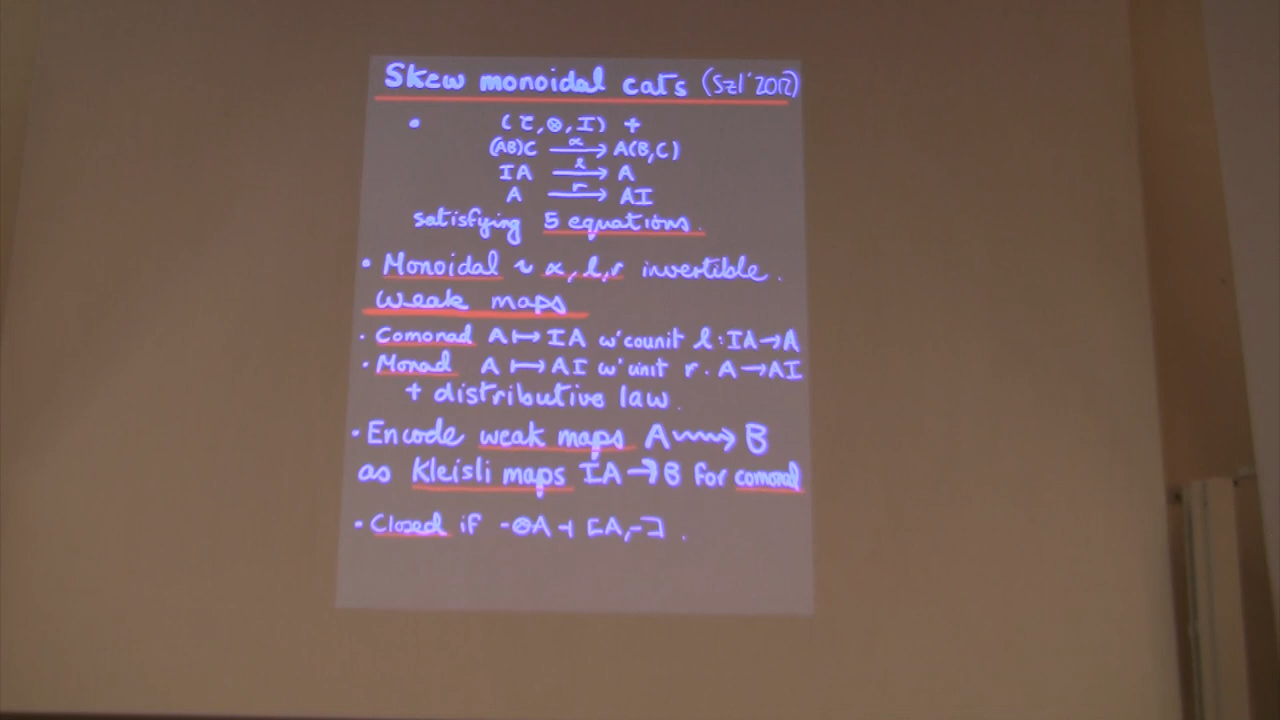 Skew monoidal cats (Szl '2012)
• (C, ⊗, I) +
(AB)C —α→ A(B,C)
IA —l→ A
A —r→ AI
satisfying 5 equations.
• Monoidal ~ α, l, r invertible.
Weak maps
• Comonad A ↦ IA w' counit l : IA → A
• Monad A ↦ AI w' unit r . A → AI
+ distributive law.
• Encode weak maps A ⇝ B
as Kleisli maps IA → B for comonad
• Closed if -⊗A ⊣ [A,-] .